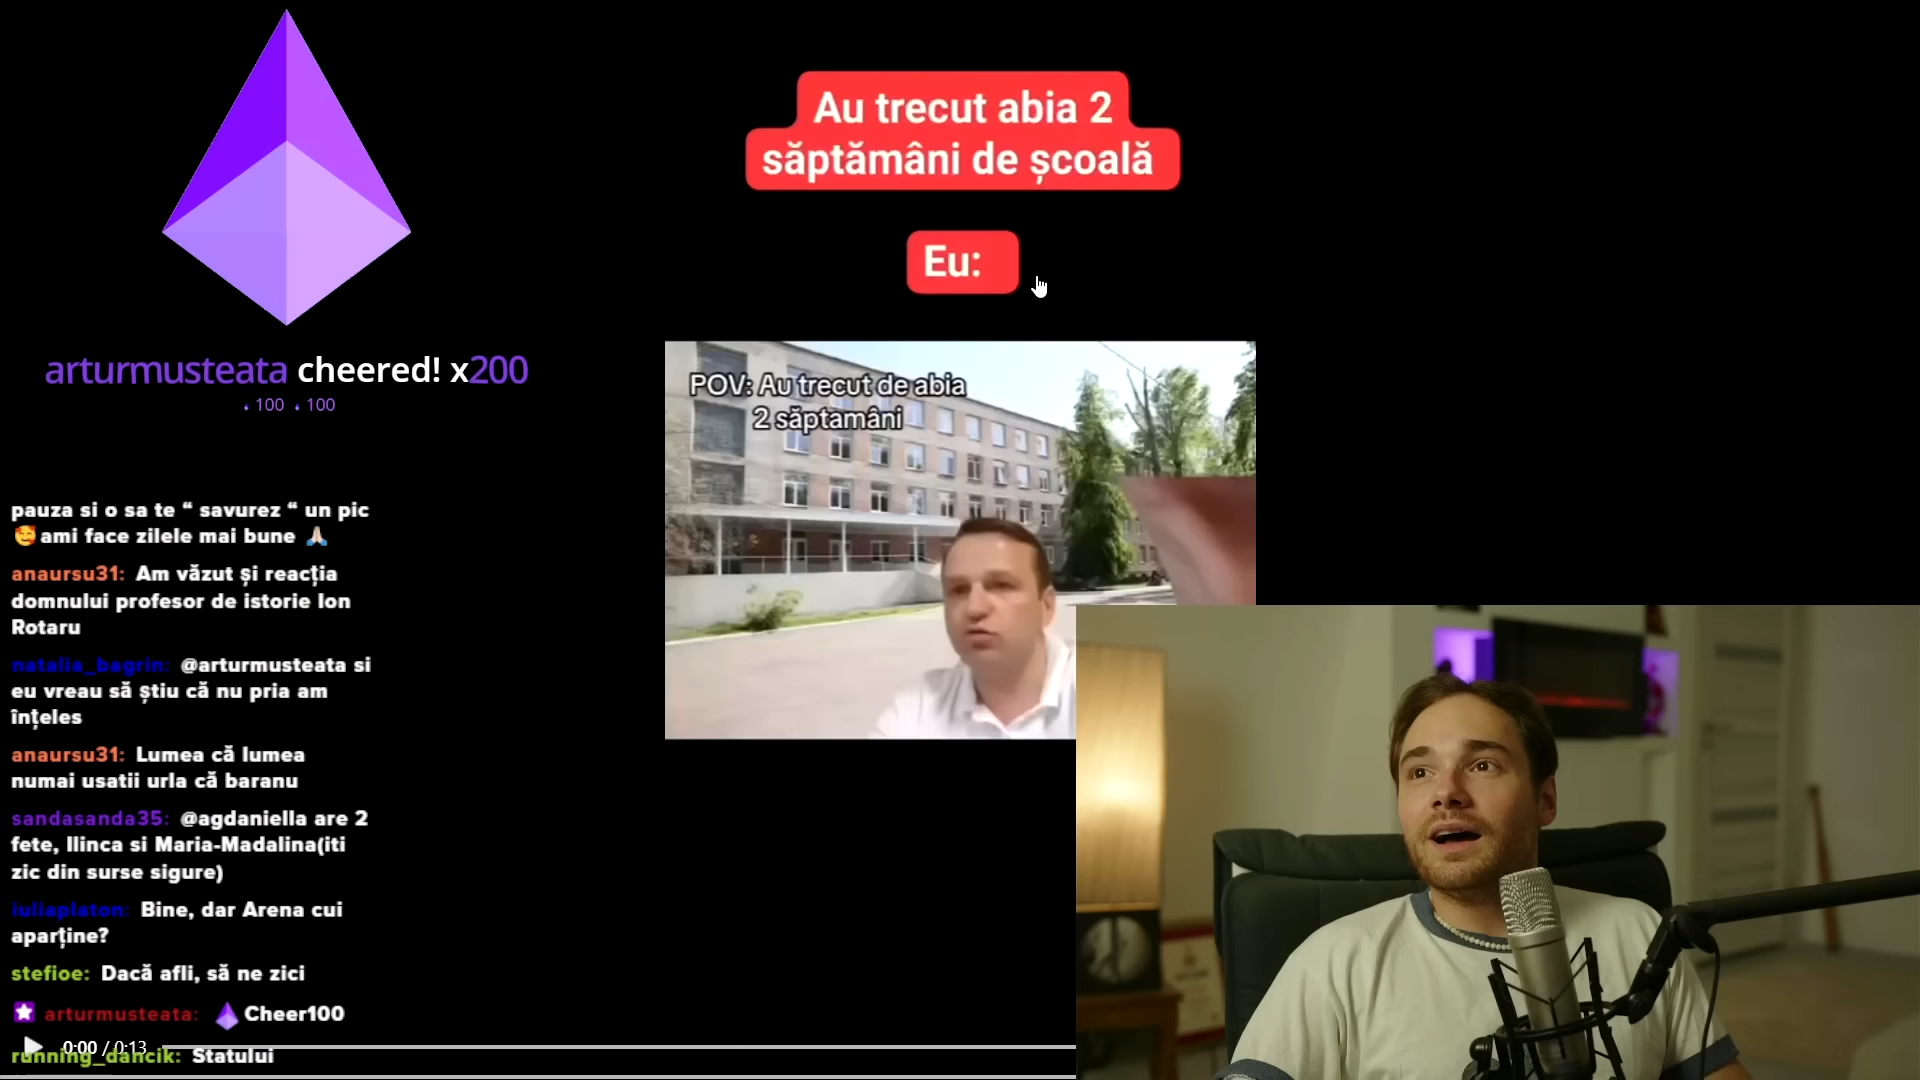 Au trecut abia 2
săptămâni de școală
Eu:
POV: Au trecut de abia
2 săptamâni
arturmusteata cheered! x200
100 100
pauza si o sa te “ savurez “ un pic
🥰 ami face zilele mai bune 🙏🏻
anaursu31: Am văzut și reacția
domnului profesor de istorie Ion
Rotaru
natalia_bagrin: @arturmusteata si
eu vreau să știu că nu pria am
înțeles
anaursu31: Lumea că lumea
numai usatii urla că baranu
sandasanda35: @agdaniella are 2
fete, Ilinca si Maria-Madalina(iti
zic din surse sigure)
iuliaplaton: Bine, dar Arena cui
aparține?
stefioe: Dacă afli, să ne zici
arturmusteata: Cheer100
0:00 / 0:13
running_dancik: Statului